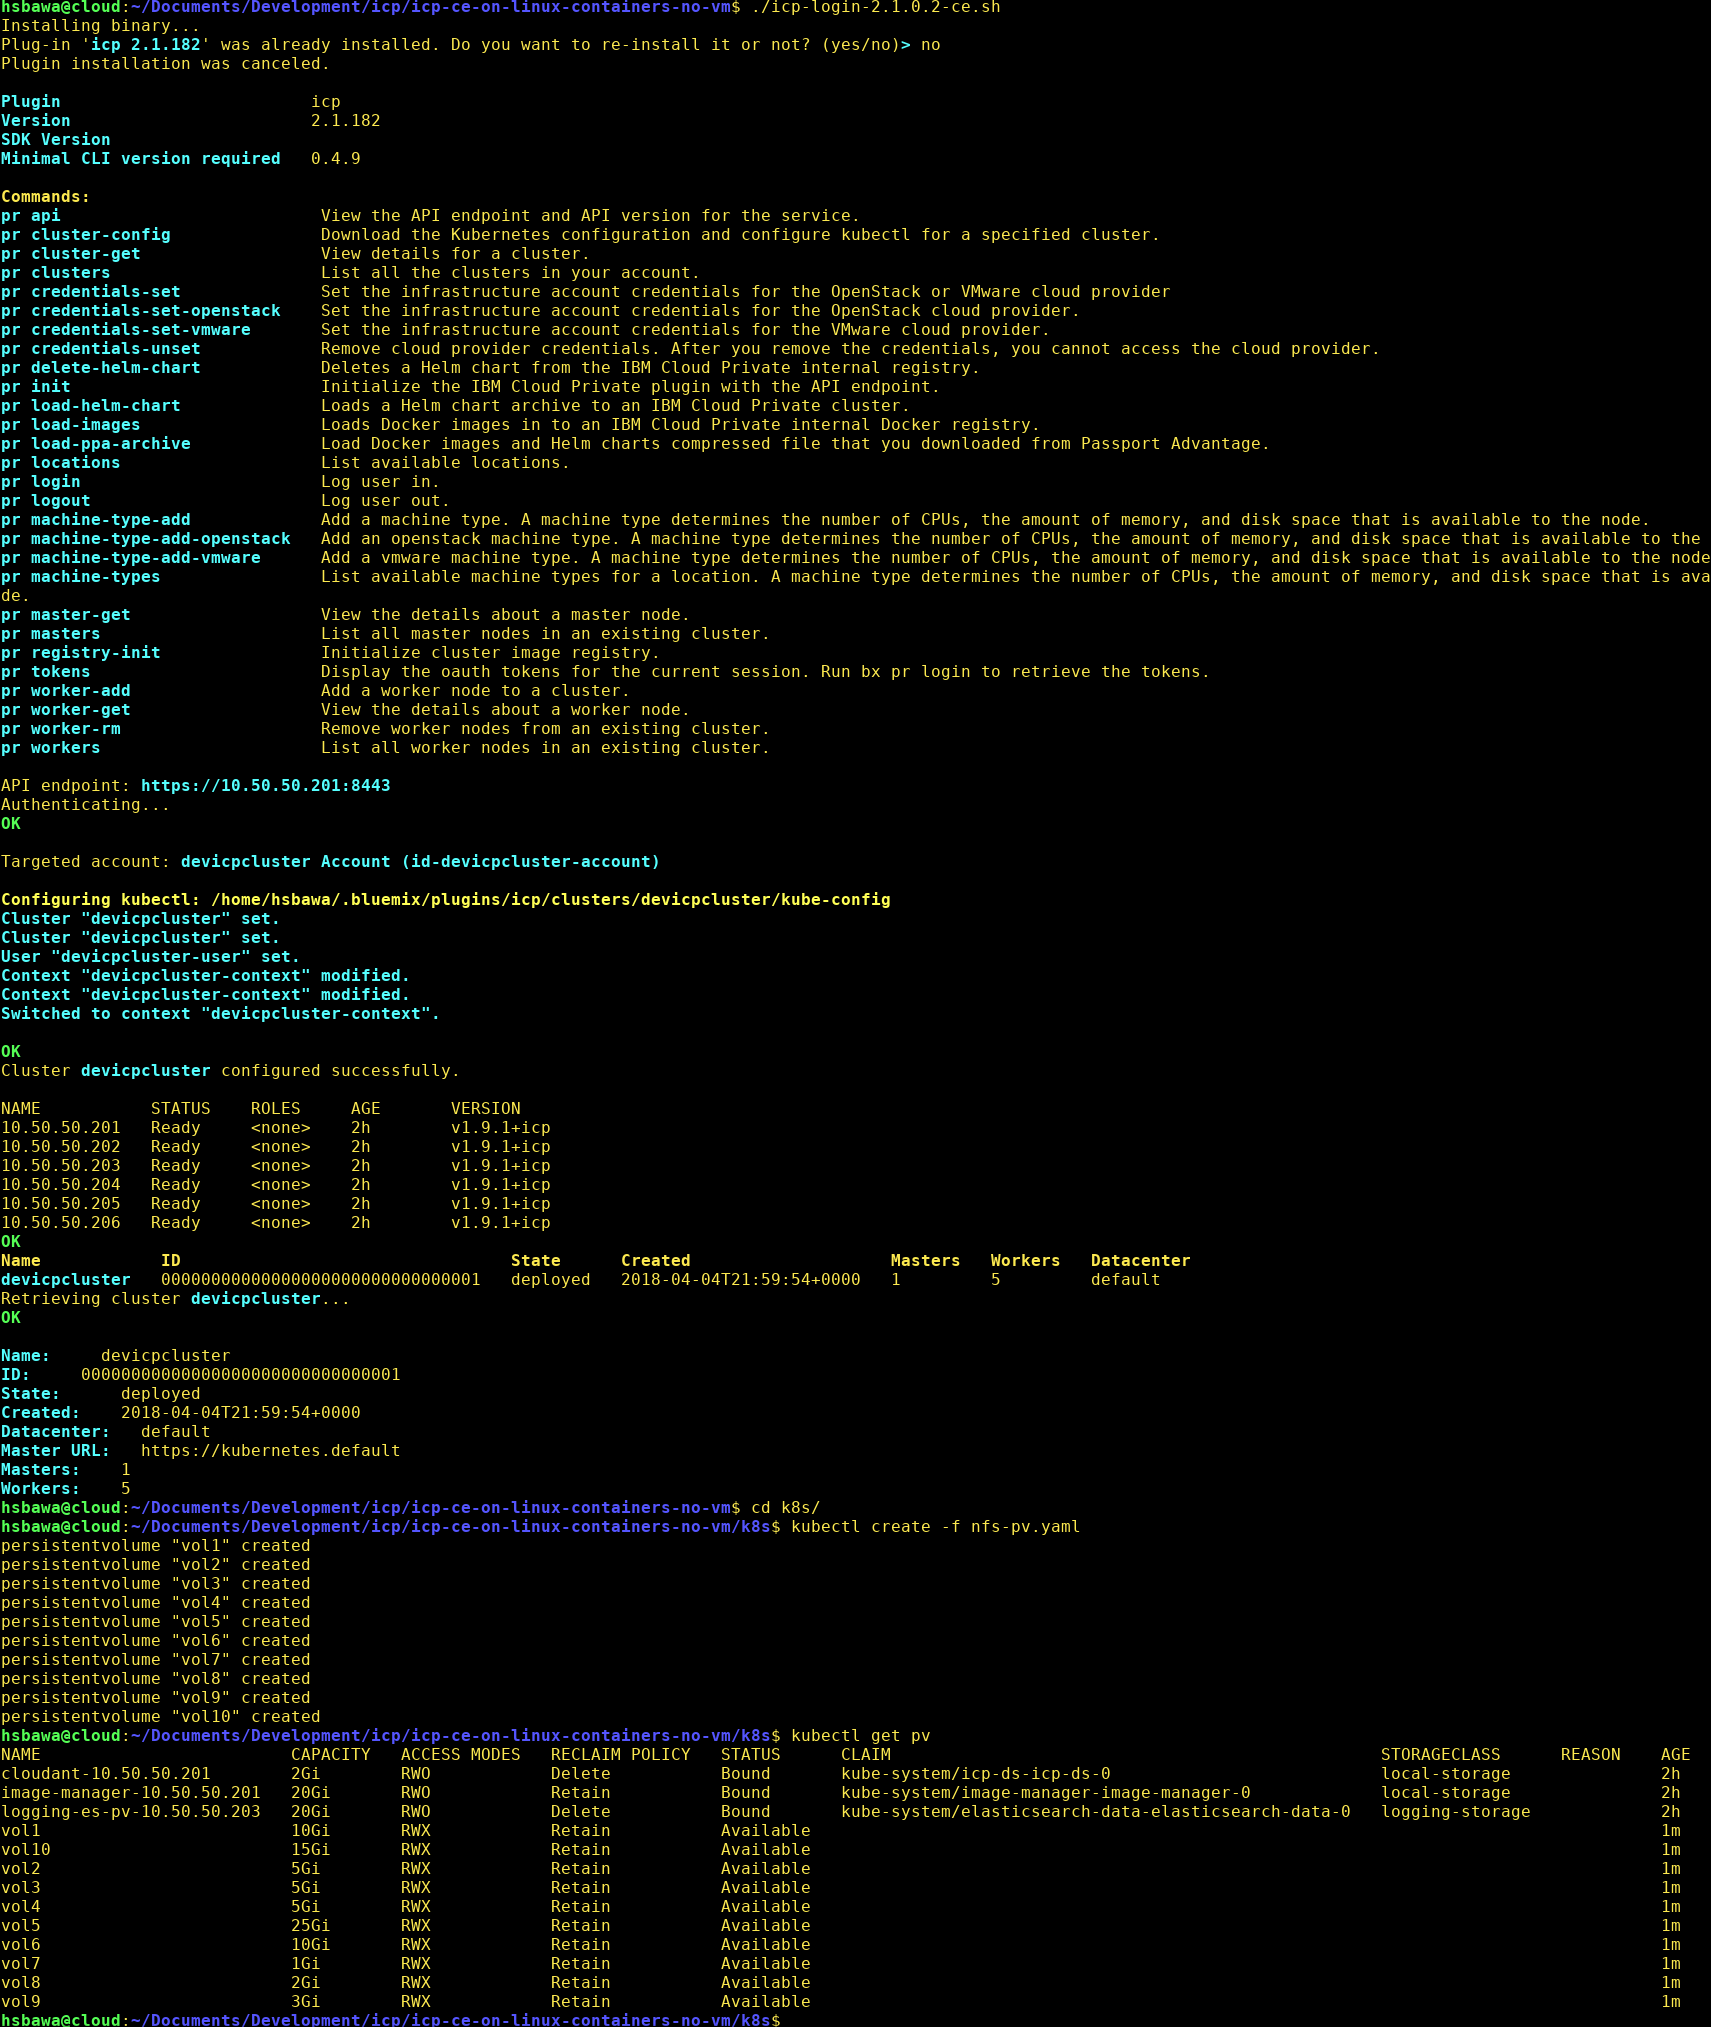 hsbawa@cloud:~/Documents/Development/icp/icp-ce-on-linux-containers-no-vm$ ./icp-login-2.1.0.2-ce.sh
Installing binary...
Plug-in 'icp 2.1.182' was already installed. Do you want to re-install it or not? (yes/no)> no
Plugin installation was canceled.
Plugin                         icp
Version                        2.1.182
SDK Version
Minimal CLI version required   0.4.9
Commands:
pr api                          View the API endpoint and API version for the service.
pr cluster-config               Download the Kubernetes configuration and configure kubectl for a specified cluster.
pr cluster-get                  View details for a cluster.
pr clusters                     List all the clusters in your account.
pr credentials-set              Set the infrastructure account credentials for the OpenStack or VMware cloud provider
pr credentials-set-openstack    Set the infrastructure account credentials for the OpenStack cloud provider.
pr credentials-set-vmware       Set the infrastructure account credentials for the VMware cloud provider.
pr credentials-unset            Remove cloud provider credentials. After you remove the credentials, you cannot access the cloud provider.
pr delete-helm-chart            Deletes a Helm chart from the IBM Cloud Private internal registry.
pr init                         Initialize the IBM Cloud Private plugin with the API endpoint.
pr load-helm-chart              Loads a Helm chart archive to an IBM Cloud Private cluster.
pr load-images                  Loads Docker images in to an IBM Cloud Private internal Docker registry.
pr load-ppa-archive             Load Docker images and Helm charts compressed file that you downloaded from Passport Advantage.
pr locations                    List available locations.
pr login                        Log user in.
pr logout                       Log user out.
pr machine-type-add             Add a machine type. A machine type determines the number of CPUs, the amount of memory, and disk space that is available to the node.
pr machine-type-add-openstack   Add an openstack machine type. A machine type determines the number of CPUs, the amount of memory, and disk space that is available to the
pr machine-type-add-vmware      Add a vmware machine type. A machine type determines the number of CPUs, the amount of memory, and disk space that is available to the node
pr machine-types                List available machine types for a location. A machine type determines the number of CPUs, the amount of memory, and disk space that is ava
de.
pr master-get                   View the details about a master node.
pr masters                      List all master nodes in an existing cluster.
pr registry-init                Initialize cluster image registry.
pr tokens                       Display the oauth tokens for the current session. Run bx pr login to retrieve the tokens.
pr worker-add                   Add a worker node to a cluster.
pr worker-get                   View the details about a worker node.
pr worker-rm                    Remove worker nodes from an existing cluster.
pr workers                      List all worker nodes in an existing cluster.
API endpoint: https://10.50.50.201:8443
Authenticating...
OK
Targeted account: devicpcluster Account (id-devicpcluster-account)
Configuring kubectl: /home/hsbawa/.bluemix/plugins/icp/clusters/devicpcluster/kube-config
Cluster "devicpcluster" set.
Cluster "devicpcluster" set.
User "devicpcluster-user" set.
Context "devicpcluster-context" modified.
Context "devicpcluster-context" modified.
Switched to context "devicpcluster-context".
OK
Cluster devicpcluster configured successfully.
NAME           STATUS    ROLES     AGE       VERSION
10.50.50.201   Ready     <none>    2h        v1.9.1+icp
10.50.50.202   Ready     <none>    2h        v1.9.1+icp
10.50.50.203   Ready     <none>    2h        v1.9.1+icp
10.50.50.204   Ready     <none>    2h        v1.9.1+icp
10.50.50.205   Ready     <none>    2h        v1.9.1+icp
10.50.50.206   Ready     <none>    2h        v1.9.1+icp
OK
Name            ID                                 State      Created                    Masters   Workers   Datacenter
devicpcluster   00000000000000000000000000000001   deployed   2018-04-04T21:59:54+0000   1         5         default
Retrieving cluster devicpcluster...
OK
Name:     devicpcluster
ID:     00000000000000000000000000000001
State:      deployed
Created:    2018-04-04T21:59:54+0000
Datacenter:   default
Master URL:   https://kubernetes.default
Masters:    1
Workers:    5
hsbawa@cloud:~/Documents/Development/icp/icp-ce-on-linux-containers-no-vm$ cd k8s/
hsbawa@cloud:~/Documents/Development/icp/icp-ce-on-linux-containers-no-vm/k8s$ kubectl create -f nfs-pv.yaml
persistentvolume "vol1" created
persistentvolume "vol2" created
persistentvolume "vol3" created
persistentvolume "vol4" created
persistentvolume "vol5" created
persistentvolume "vol6" created
persistentvolume "vol7" created
persistentvolume "vol8" created
persistentvolume "vol9" created
persistentvolume "vol10" created
hsbawa@cloud:~/Documents/Development/icp/icp-ce-on-linux-containers-no-vm/k8s$ kubectl get pv
NAME                         CAPACITY   ACCESS MODES   RECLAIM POLICY   STATUS      CLAIM                                                 STORAGECLASS      REASON    AGE
cloudant-10.50.50.201        2Gi        RWO            Delete           Bound       kube-system/icp-ds-icp-ds-0                           local-storage               2h
image-manager-10.50.50.201   20Gi       RWO            Retain           Bound       kube-system/image-manager-image-manager-0             local-storage               2h
logging-es-pv-10.50.50.203   20Gi       RWO            Delete           Bound       kube-system/elasticsearch-data-elasticsearch-data-0   logging-storage             2h
vol1                         10Gi       RWX            Retain           Available                                                                                     1m
vol10                        15Gi       RWX            Retain           Available                                                                                     1m
vol2                         5Gi        RWX            Retain           Available                                                                                     1m
vol3                         5Gi        RWX            Retain           Available                                                                                     1m
vol4                         5Gi        RWX            Retain           Available                                                                                     1m
vol5                         25Gi       RWX            Retain           Available                                                                                     1m
vol6                         10Gi       RWX            Retain           Available                                                                                     1m
vol7                         1Gi        RWX            Retain           Available                                                                                     1m
vol8                         2Gi        RWX            Retain           Available                                                                                     1m
vol9                         3Gi        RWX            Retain           Available                                                                                     1m
hsbawa@cloud:~/Documents/Development/icp/icp-ce-on-linux-containers-no-vm/k8s$